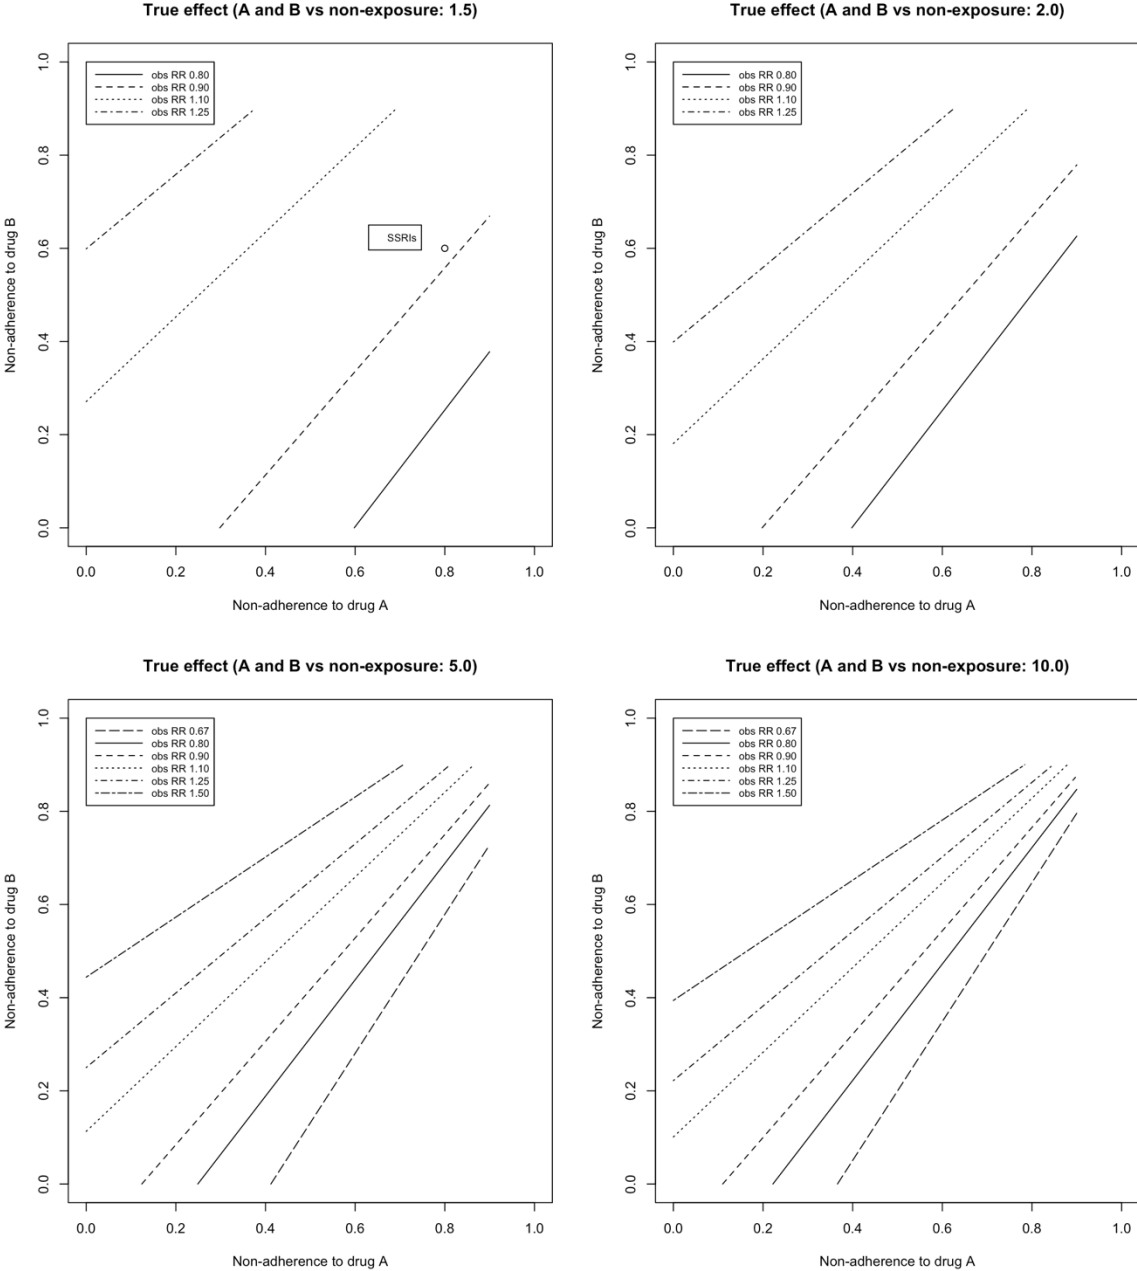 True effect (A and B vs non-exposure: 1.5)
obs RR 0.80
obs RR 0.90
obs RR 1.10
obs RR 1.25
SSRIs
Non-adherence to drug B
0.0
0.2
0.4
0.6
0.8
1.0
0.0 0.2 0.4 0.6 0.8 1.0
Non-adherence to drug A
True effect (A and B vs non-exposure: 2.0)
obs RR 0.80
obs RR 0.90
obs RR 1.10
obs RR 1.25
Non-adherence to drug B
0.0
0.2
0.4
0.6
0.8
1.0
0.0 0.2 0.4 0.6 0.8 1.0
Non-adherence to drug A
True effect (A and B vs non-exposure: 5.0)
obs RR 0.67
obs RR 0.80
obs RR 0.90
obs RR 1.10
obs RR 1.25
obs RR 1.50
Non-adherence to drug B
0.0
0.2
0.4
0.6
0.8
1.0
0.0 0.2 0.4 0.6 0.8 1.0
Non-adherence to drug A
True effect (A and B vs non-exposure: 10.0)
obs RR 0.67
obs RR 0.80
obs RR 0.90
obs RR 1.10
obs RR 1.25
obs RR 1.50
Non-adherence to drug B
0.0
0.2
0.4
0.6
0.8
1.0
0.0 0.2 0.4 0.6 0.8 1.0
Non-adherence to drug A